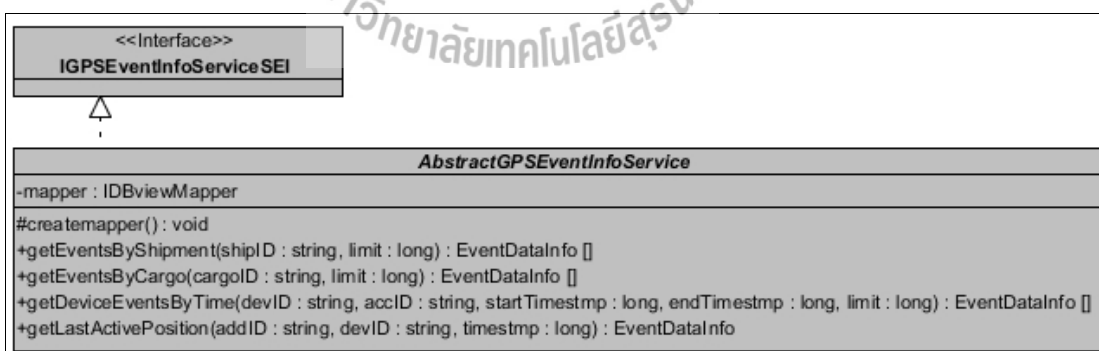 วิทยาลัยเทคโนโลยีสุร
<<Interface>>
IGPSEventInfoServiceSEI
AbstractGPSEventInfoService
-mapper : IDBviewMapper
#createmapper() : void
+getEventsByShipment(shipID : string, limit : long) : EventDataInfo []
+getEventsByCargo(cargoID : string, limit : long) : EventDataInfo []
+getDeviceEventsByTime(devID : string, accID : string, startTimestmp : long, endTimestmp : long, limit : long) : EventDataInfo []
+getLastActivePosition(addID : string, devID : string, timestmp : long) : EventDataInfo